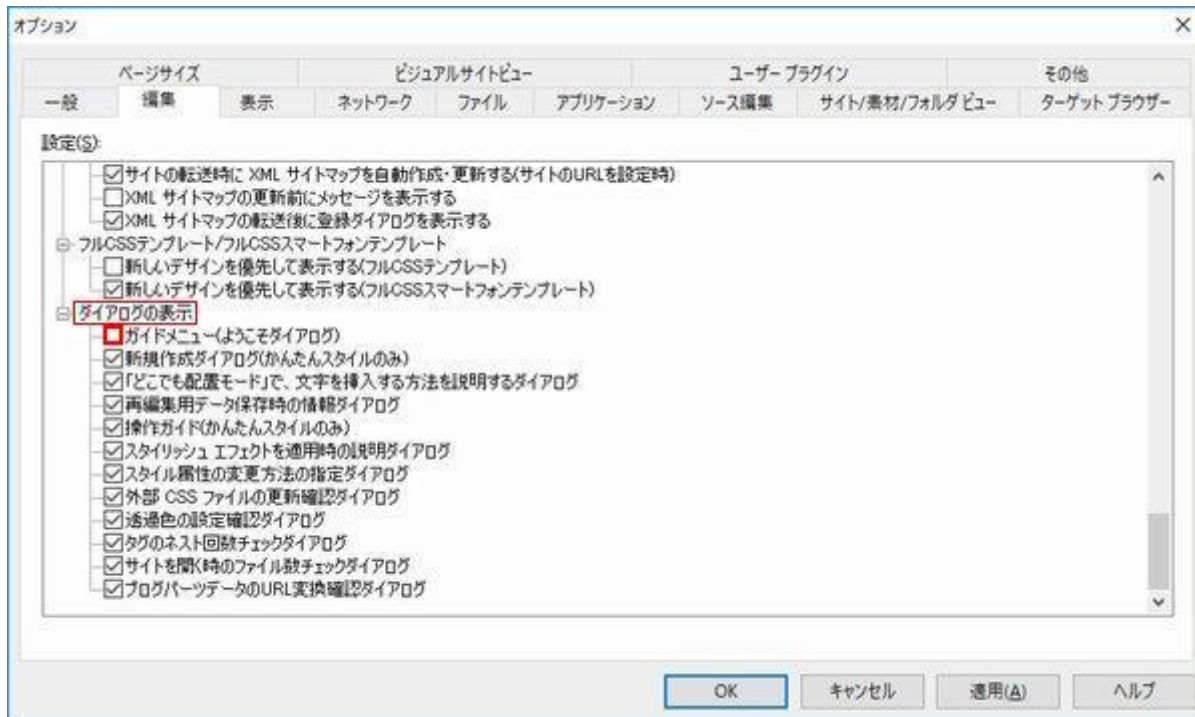 オプション
ページサイズ ビジュアルサイトビュー ユーザー プラグイン その他
一般 編集 表示 ネットワーク ファイル アプリケーション ソース編集 サイト/素材/フォルダ ビュー ターゲット ブラウザー
設定(S):
サイトの転送時に XML サイトマップを自動作成・更新する(サイトのURLを設定時)
XML サイトマップの更新前にメッセージを表示する
XML サイトマップの転送後に登録ダイアログを表示する
フルCSSテンプレート/フルCSSスマートフォンテンプレート
新しいデザインを優先して表示する(フルCSSテンプレート)
新しいデザインを優先して表示する(フルCSSスマートフォンテンプレート)
ダイアログの表示
ガイドメニュー(ようこそダイアログ)
新規作成ダイアログ(かんたんスタイルのみ)
「どこでも配置モード」で、文字を挿入する方法を説明するダイアログ
再編集用データ保存時の情報ダイアログ
操作ガイド(かんたんスタイルのみ)
スタイリッシュ エフェクトを適用時の説明ダイアログ
スタイル属性の変更方法の指定ダイアログ
外部 CSS ファイルの更新確認ダイアログ
透過色の設定確認ダイアログ
タグのネスト回数チェックダイアログ
サイトを開く時のファイル数チェックダイアログ
ブログパーツデータのURL変換確認ダイアログ
OK キャンセル 適用(A) ヘルプ